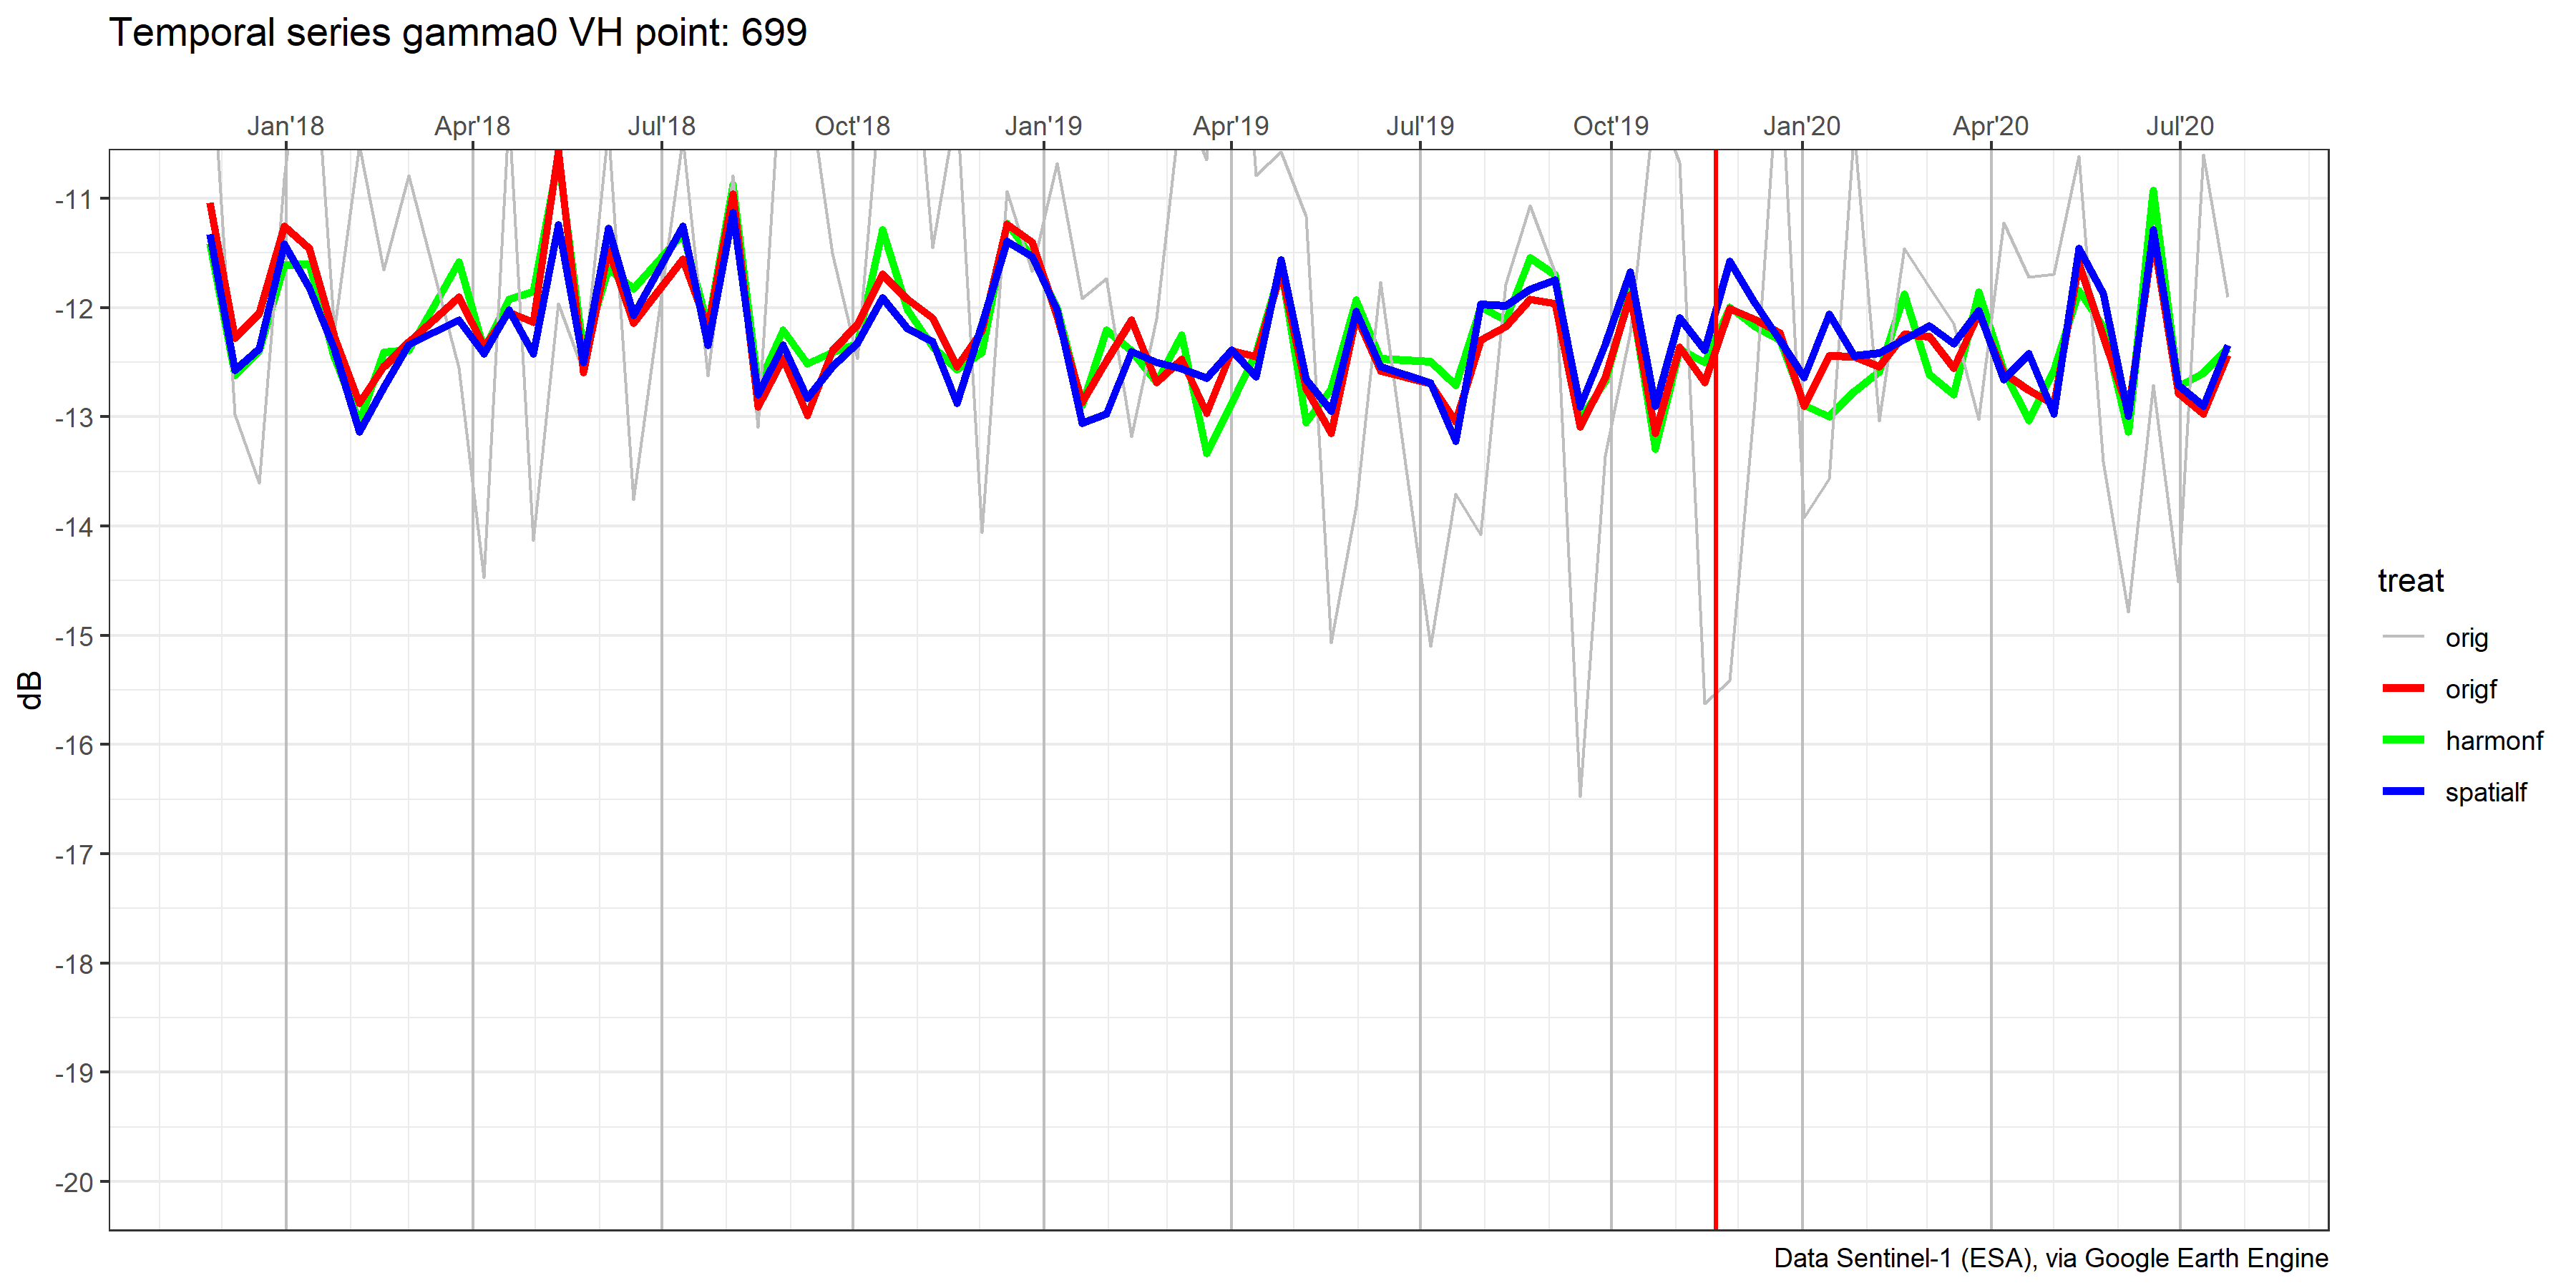 Temporal series gamma0 VH point: 699
Jan'18 Apr'18 Jul'18 Oct'18 Jan'19 Apr'19 Jul'19 Oct'19 Jan'20 Apr'20 Jul'20
-11
-12
-13
-14
-15
-16
-17
-18
-19
-20
dB
treat
orig
origf
harmonf
spatialf
Data Sentinel-1 (ESA), via Google Earth Engine